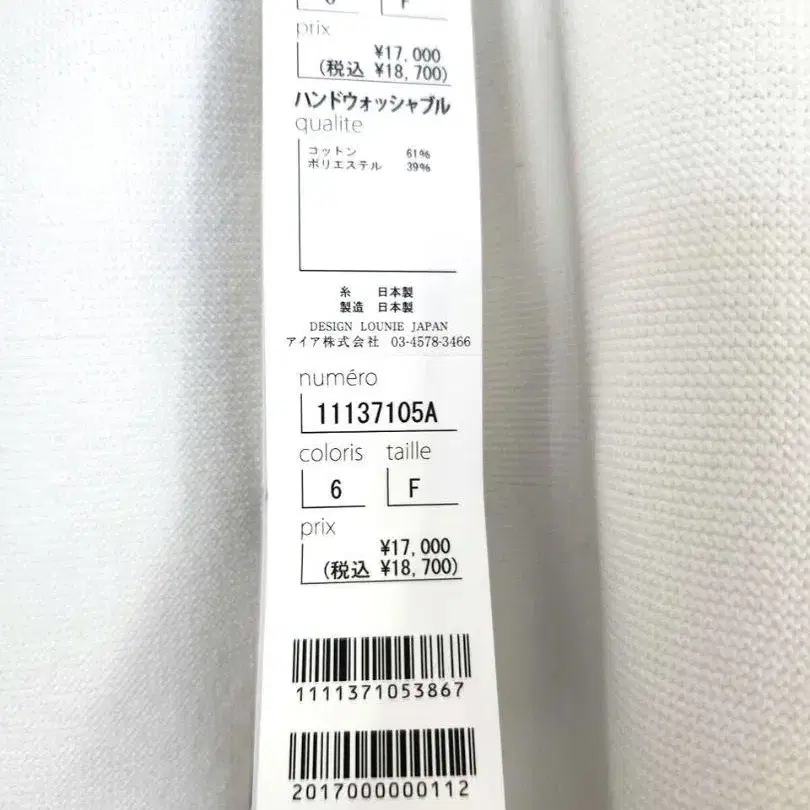 prix
¥17,000
(税込 ¥18,700)
ハンドウォッシャブル
qualite
コットン 61%
ポリエステル 39%
糸 日本製
製造 日本製
DESIGN LOUNIE JAPAN
アイア株式会社 03-4578-3466
numéro
11137105A
coloris taille
6 F
prix
¥17,000
(税込 ¥18,700)
1111371053867
2017000000112